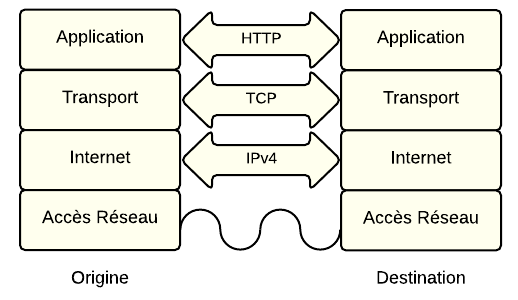 Application HTTP Application
Transport TCP Transport
Internet IPv4 Internet
Accès Réseau Accès Réseau
Origine Destination